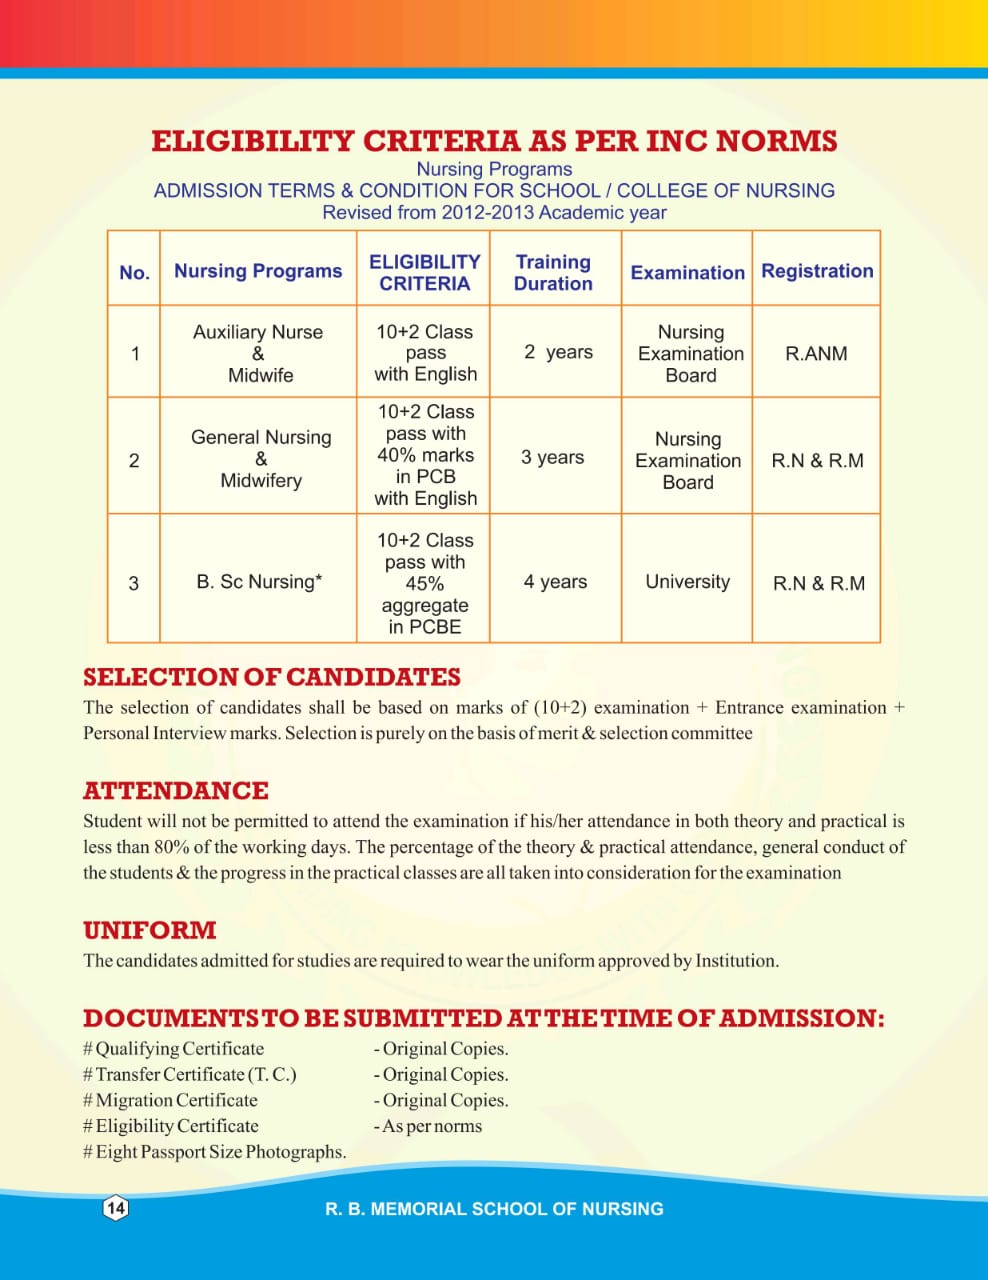 ELIGIBILITY CRITERIA AS PER INC NORMS
Nursing Programs
ADMISSION TERMS & CONDITION FOR SCHOOL / COLLEGE OF NURSING
Revised from 2012-2013 Academic year
No. Nursing Programs ELIGIBILITY CRITERIA Training Duration Examination Registration
1 Auxiliary Nurse & Midwife 10+2 Class pass with English 2 years Nursing Examination Board R.ANM
2 General Nursing & Midwifery 10+2 Class pass with 40% marks in PCB with English 3 years Nursing Examination Board R.N & R.M
3 B. Sc Nursing* 10+2 Class pass with 45% aggregate in PCBE 4 years University R.N & R.M
SELECTION OF CANDIDATES
The selection of candidates shall be based on marks of (10+2) examination + Entrance examination +
Personal Interview marks. Selection is purely on the basis of merit & selection committee
ATTENDANCE
Student will not be permitted to attend the examination if his/her attendance in both theory and practical is
less than 80% of the working days. The percentage of the theory & practical attendance, general conduct of
the students & the progress in the practical classes are all taken into consideration for the examination
UNIFORM
The candidates admitted for studies are required to wear the uniform approved by Institution.
DOCUMENTS TO BE SUBMITTED AT THE TIME OF ADMISSION:
# Qualifying Certificate - Original Copies.
# Transfer Certificate (T. C.) - Original Copies.
# Migration Certificate - Original Copies.
# Eligibility Certificate - As per norms
# Eight Passport Size Photographs.
14 R. B. MEMORIAL SCHOOL OF NURSING